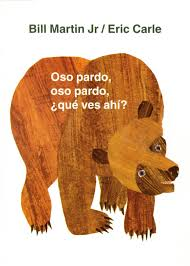 Bill Martin Jr / Eric Carle
Oso pardo,
oso pardo,
¿qué ves ahí?